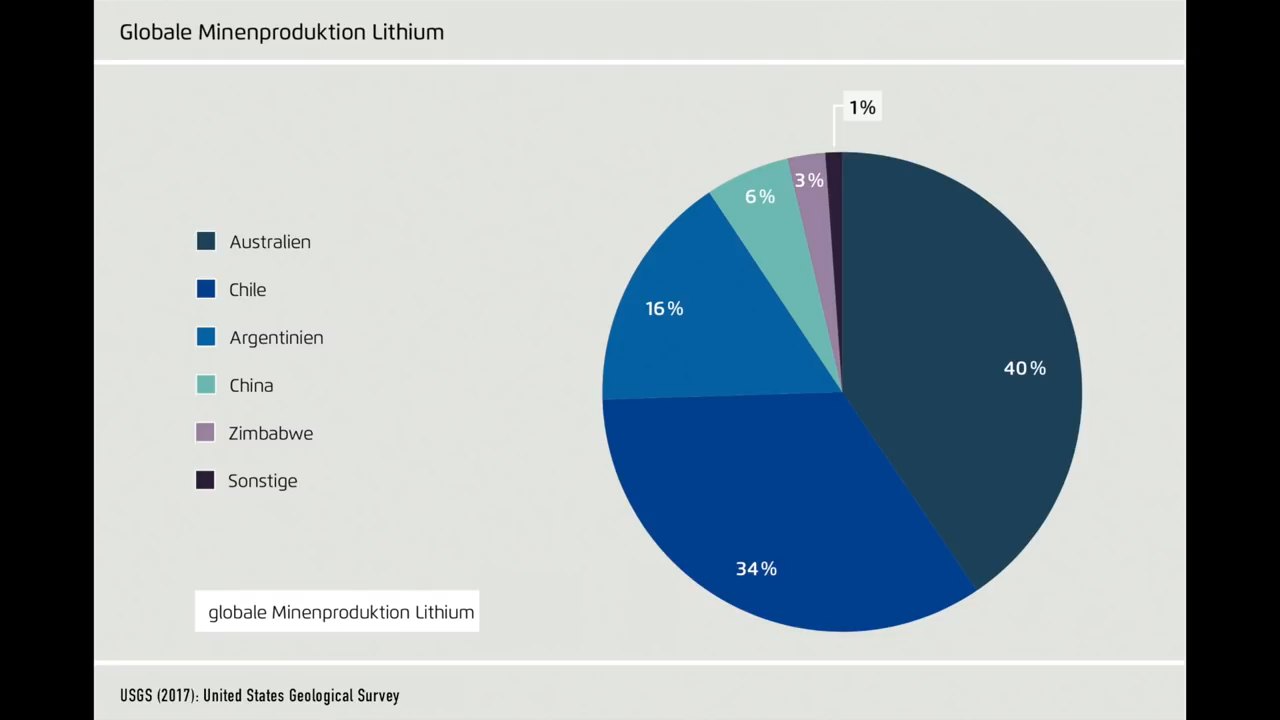 Globale Minenproduktion Lithium
1%
3%
6%
Australien
Chile
16%
Argentinien
40%
China
Zimbabwe
Sonstige
34%
globale Minenproduktion Lithium
USGS (2017): United States Geological Survey